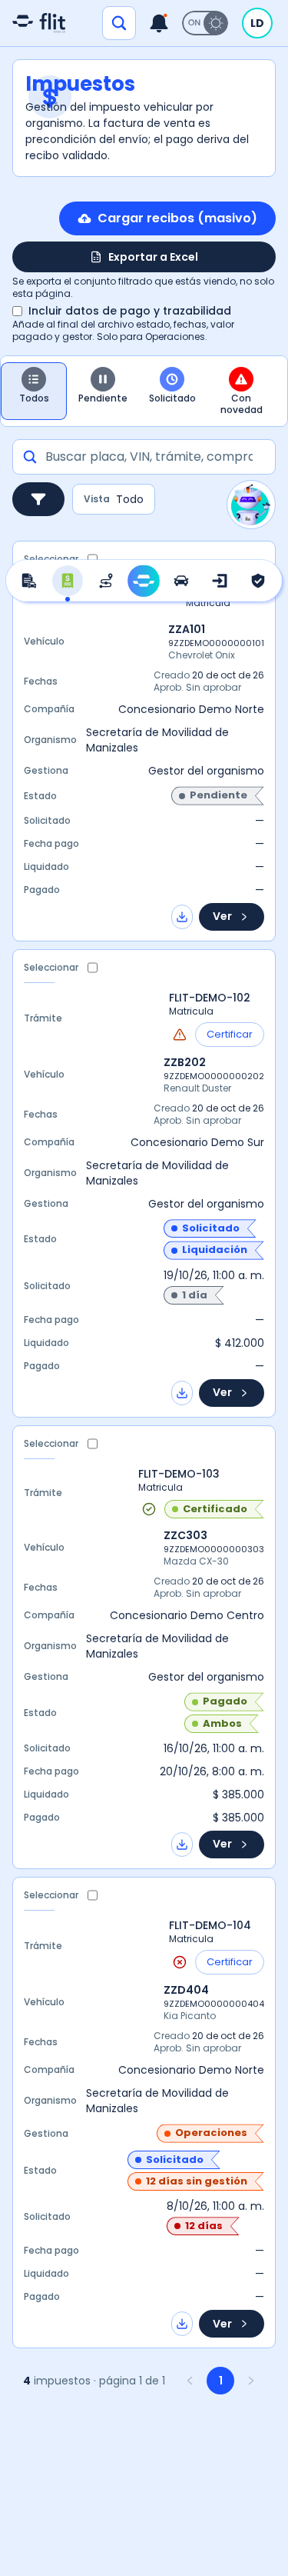 flit
ON
LD
Impuestos
$
Gestión del impuesto vehicular por
organismo. La factura de venta es
precondición del envío; el pago deriva del
recibo validado.
Cargar recibos (masivo)
Exportar a Excel
Se exporta el conjunto filtrado que estás viendo, no solo
esta página.
Incluir datos de pago y trazabilidad
Añade al final del archivo estado, fechas, valor
pagado y gestor. Solo para Operaciones.
Todos
Pendiente
Solicitado
Con
novedad
Buscar placa, VIN, trámite, compra
Vista Todo
Seleccionar
Matricula
Vehículo
ZZA101
9ZZDEMO0000000101
Chevrolet Onix
Fechas
Creado 20 de oct de 26
Aprob. Sin aprobar
Compañía
Concesionario Demo Norte
Organismo
Secretaría de Movilidad de
Manizales
Gestiona
Gestor del organismo
Estado
Pendiente
Solicitado
—
Fecha pago
—
Liquidado
—
Pagado
—
Ver
Seleccionar
Trámite
FLIT-DEMO-102
Matricula
Certificar
Vehículo
ZZB202
9ZZDEMO0000000202
Renault Duster
Fechas
Creado 20 de oct de 26
Aprob. Sin aprobar
Compañía
Concesionario Demo Sur
Organismo
Secretaría de Movilidad de
Manizales
Gestiona
Gestor del organismo
Estado
Solicitado
Liquidación
Solicitado
19/10/26, 11:00 a. m.
1 día
Fecha pago
—
Liquidado
$ 412.000
Pagado
—
Ver
Seleccionar
Trámite
FLIT-DEMO-103
Matricula
Certificado
Vehículo
ZZC303
9ZZDEMO0000000303
Mazda CX-30
Fechas
Creado 20 de oct de 26
Aprob. Sin aprobar
Compañía
Concesionario Demo Centro
Organismo
Secretaría de Movilidad de
Manizales
Gestiona
Gestor del organismo
Estado
Pagado
Ambos
Solicitado
16/10/26, 11:00 a. m.
Fecha pago
20/10/26, 8:00 a. m.
Liquidado
$ 385.000
Pagado
$ 385.000
Ver
Seleccionar
Trámite
FLIT-DEMO-104
Matricula
Certificar
Vehículo
ZZD404
9ZZDEMO0000000404
Kia Picanto
Fechas
Creado 20 de oct de 26
Aprob. Sin aprobar
Compañía
Concesionario Demo Norte
Organismo
Secretaría de Movilidad de
Manizales
Gestiona
Operaciones
Estado
Solicitado
12 días sin gestión
Solicitado
8/10/26, 11:00 a. m.
12 días
Fecha pago
—
Liquidado
—
Pagado
—
Ver
4 impuestos · página 1 de 1
1